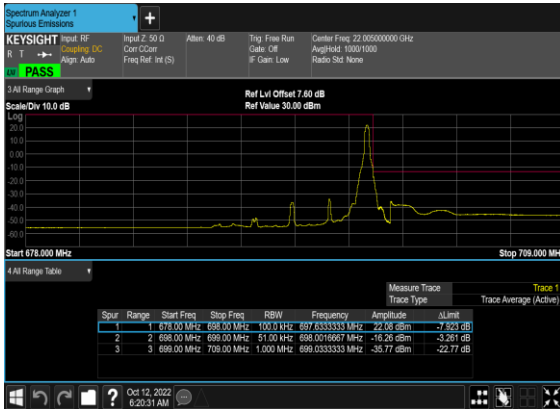 Spectrum Analyzer 1
Spurious Emissions
+
KEYSIGHT Input: RF Input Z: 50 Ω Atten: 40 dB Trig: Free Run Center Freq: 22.005000000 GHz
R T Coupling: DC Corr CCorr Gate: Off Avg|Hold: 1000/1000
Align: Auto Freq Ref: Int (S) IF Gain: Low Radio Std: None
PASS
3 All Range Graph
Ref Lvl Offset 7.60 dB
Scale/Div 10.0 dB Ref Value 30.00 dBm
Log
20.0
10.0
0.00
-10.0
-20.0
-30.0
-40.0
-50.0
-60.0
Start 678.000 MHz Stop 709.000 MH
4 All Range Table
Measure Trace Trace 1
Trace Type Trace Average (Active)
Spur Range Start Freq Stop Freq RBW Frequency Amplitude ΔLimit
1 1 678.00 MHz 698.00 MHz 100.0 kHz 697.6333333 MHz 22.08 dBm -7.923 dB
2 2 698.00 MHz 699.00 MHz 51.00 kHz 698.0016667 MHz -16.26 dBm -3.261 dB
3 3 699.00 MHz 709.00 MHz 1.000 MHz 699.0333333 MHz -35.77 dBm -22.77 dB
? Oct 12, 2022
6:20:31 AM